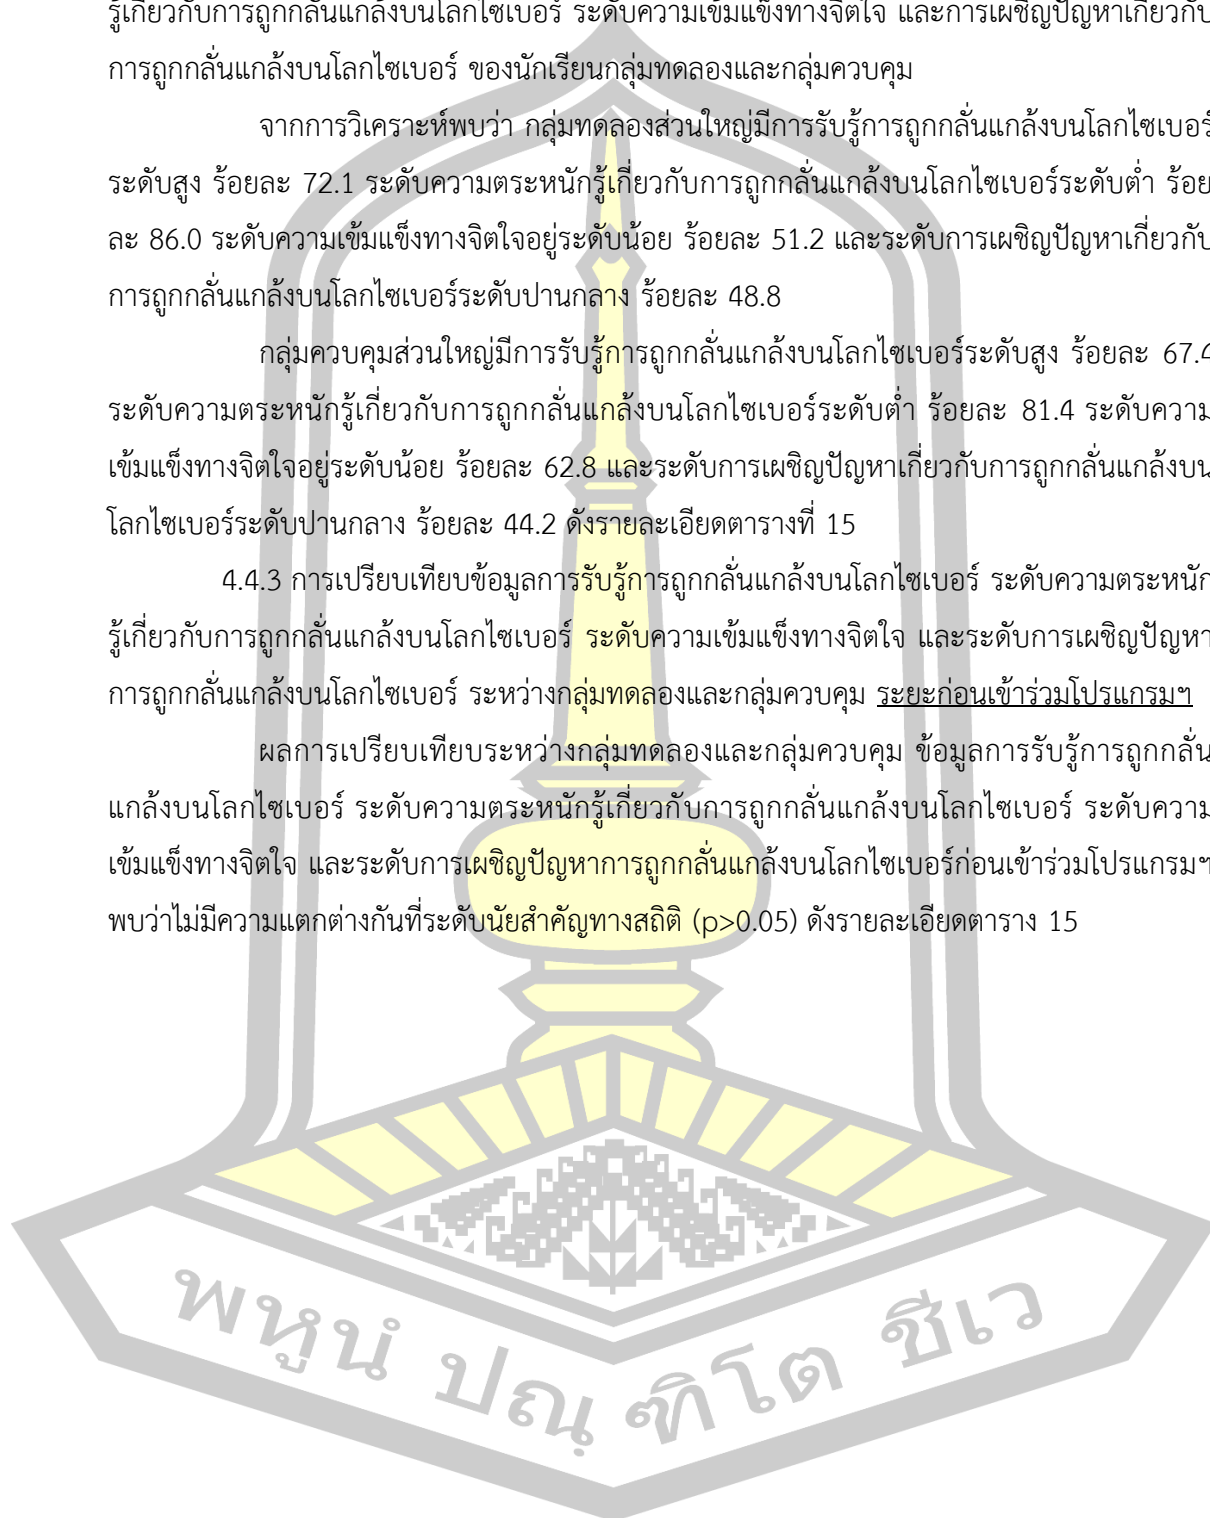 รู้เกี่ยวกับการถูกกลั่นแกล้งบนโลกไซเบอร์ ระดับความเข้มแข็งทางจิตใจ และการเผชิญปัญหาเกี่ยวกับ
การถูกกลั่นแกล้งบนโลกไซเบอร์ ของนักเรียนกลุ่มทดลองและกลุ่มควบคุม
จากการวิเคราะห์พบว่า กลุ่มทดลองส่วนใหญ่มีการรับรู้การถูกกลั่นแกล้งบนโลกไซเบอร์
ระดับสูง ร้อยละ 72.1 ระดับความตระหนักรู้เกี่ยวกับการถูกกลั่นแกล้งบนโลกไซเบอร์ระดับต่ำ ร้อย
ละ 86.0 ระดับความเข้มแข็งทางจิตใจอยู่ระดับน้อย ร้อยละ 51.2 และระดับการเผชิญปัญหาเกี่ยวกับ
การถูกกลั่นแกล้งบนโลกไซเบอร์ระดับปานกลาง ร้อยละ 48.8
กลุ่มควบคุมส่วนใหญ่มีการรับรู้การถูกกลั่นแกล้งบนโลกไซเบอร์ระดับสูง ร้อยละ 67.4
ระดับความตระหนักรู้เกี่ยวกับการถูกกลั่นแกล้งบนโลกไซเบอร์ระดับต่ำ ร้อยละ 81.4 ระดับความ
เข้มแข็งทางจิตใจอยู่ระดับน้อย ร้อยละ 62.8 และระดับการเผชิญปัญหาเกี่ยวกับการถูกกลั่นแกล้งบน
โลกไซเบอร์ระดับปานกลาง ร้อยละ 44.2 ดังรายละเอียดตารางที่ 15
4.4.3 การเปรียบเทียบข้อมูลการรับรู้การถูกกลั่นแกล้งบนโลกไซเบอร์ ระดับความตระหนัก
รู้เกี่ยวกับการถูกกลั่นแกล้งบนโลกไซเบอร์ ระดับความเข้มแข็งทางจิตใจ และระดับการเผชิญปัญหา
การถูกกลั่นแกล้งบนโลกไซเบอร์ ระหว่างกลุ่มทดลองและกลุ่มควบคุม ระยะก่อนเข้าร่วมโปรแกรมฯ
ผลการเปรียบเทียบระหว่างกลุ่มทดลองและกลุ่มควบคุม ข้อมูลการรับรู้การถูกกลั่น
แกล้งบนโลกไซเบอร์ ระดับความตระหนักรู้เกี่ยวกับการถูกกลั่นแกล้งบนโลกไซเบอร์ ระดับความ
เข้มแข็งทางจิตใจ และระดับการเผชิญปัญหาการถูกกลั่นแกล้งบนโลกไซเบอร์ก่อนเข้าร่วมโปรแกรมฯ
พบว่าไม่มีความแตกต่างกันที่ระดับนัยสำคัญทางสถิติ (p>0.05) ดังรายละเอียดตาราง 15
พหูนํ ปณฺฑิโต ชีเว